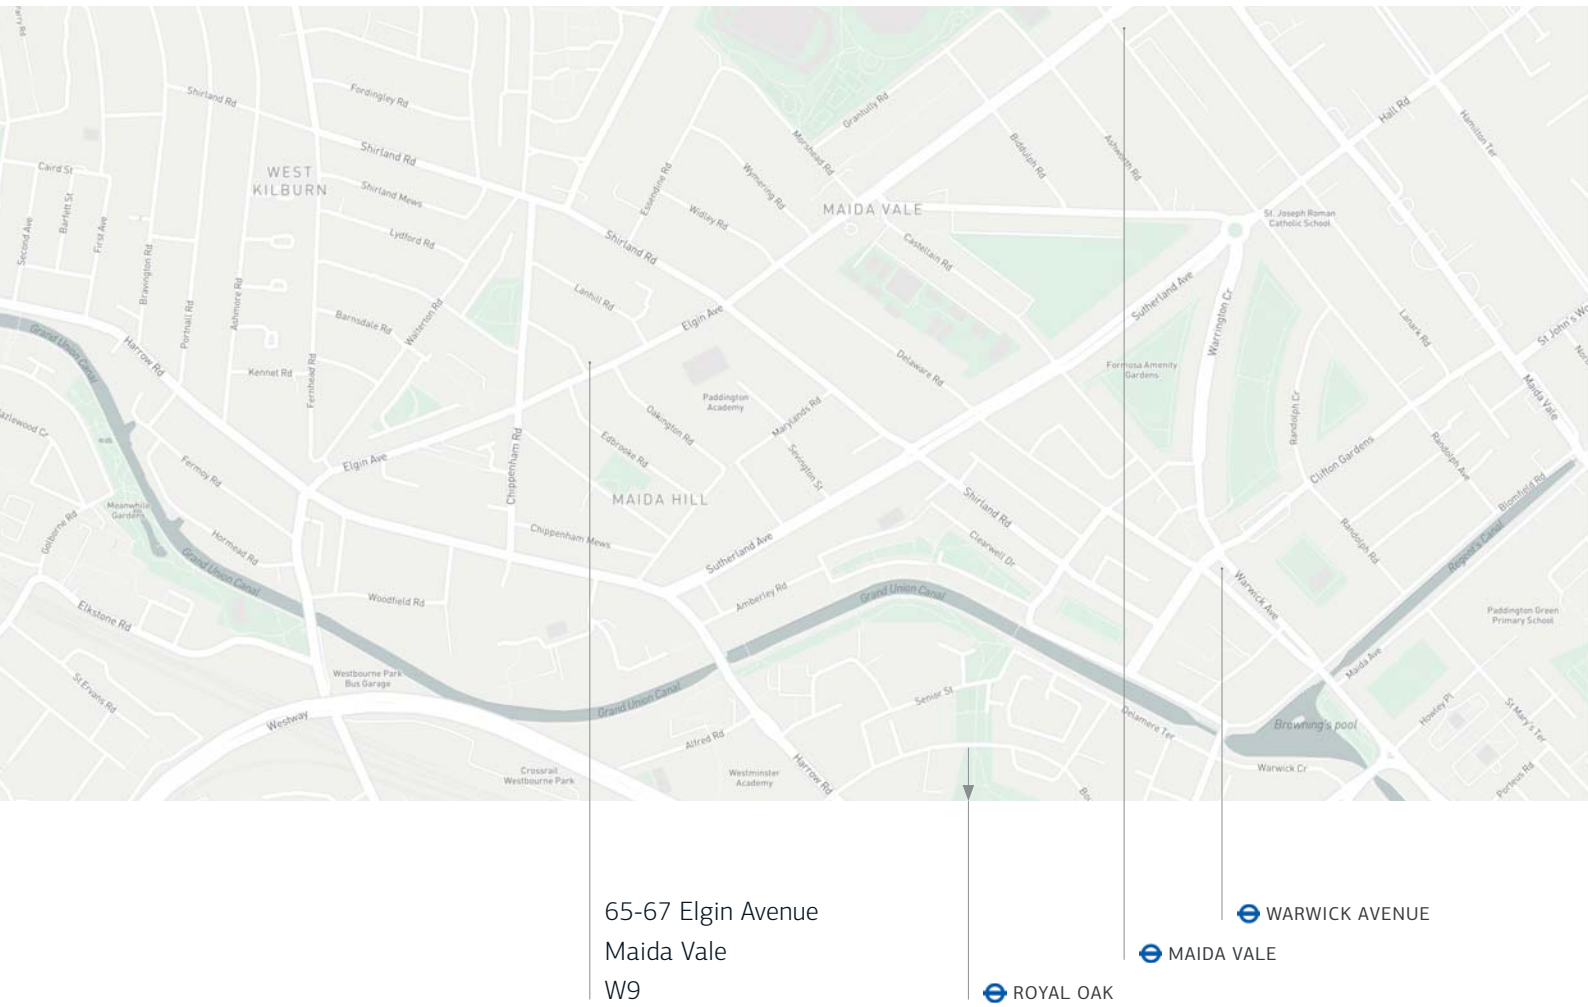 Shirland Rd
Fordingley Rd
Grantully Rd
Hall Rd
Hamilton Ter
Morshead Rd
Biddulph Rd
Ashworth Rd
Shirland Rd
Caird St
WEST
KILBURN
Shirland Mews
Essendine Rd
Wymering Rd
Widley Rd
MAIDA VALE
St. Joseph Roman
Catholic School
Second Ave
Barfett St
First Ave
Bravington Rd
Lydford Rd
Shirland Rd
Castellain Rd
Portnall Rd
Ashmore Rd
Barnsdale Rd
Walterton Rd
Lanhill Rd
Elgin Ave
Sutherland Ave
Warrington Cr
Lanark Rd
St John's Wo
Grand Union Canal
Harrow Rd
Kennet Rd
Fernhead Rd
Paddington
Academy
Delaware Rd
Formosa Amenity
Gardens
Maida Vale
azlewood Cr
Oakington Rd
Marylands Rd
Randolph Cr
Edbrooke Rd
Sevington St
Clifton Gardens
Randolph Ave
Elgin Ave
Fermoy Rd
Chippenham Rd
MAIDA HILL
Shirland Rd
Blomfield Rd
Meanwhile
Gardens
Golborne Rd
Hormead Rd
Chippenham Mews
Sutherland Ave
Clearwell Dr
Randolph Rd
Regent's Canal
Grand Union Canal
Elkstone Rd
Woodfield Rd
Amberley Rd
Grand Union Canal
Warwick Ave
Paddington Green
Primary School
Westbourne Park
Bus Garage
St Ervans Rd
Westway
Grand Union Canal
Senior St
Maida Ave
Howley Pl
St Mary's Ter
Alfred Rd
Delamere Ter
Browning's pool
Crossrail
Westbourne Park
Westminster
Academy
Harrow Rd
Warwick Cr
Porteus Rd
65-67 Elgin Avenue
Maida Vale
W9
WARWICK AVENUE
MAIDA VALE
ROYAL OAK